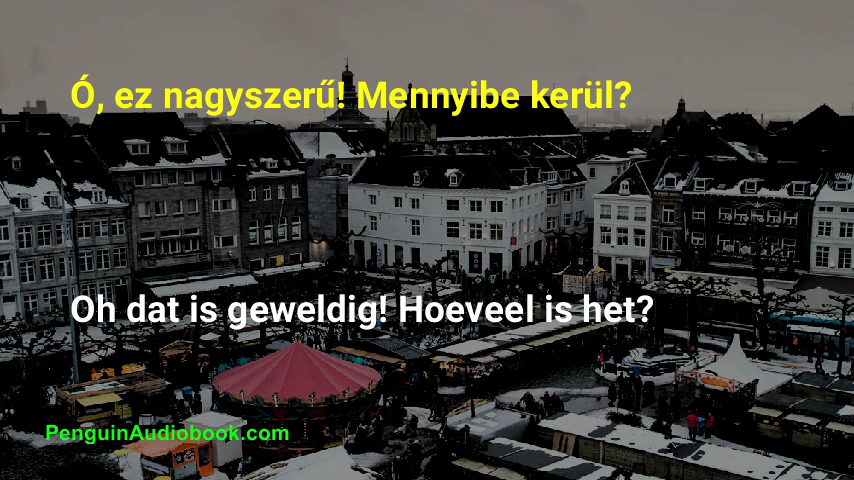 Ó, ez nagyszerű! Mennyibe kerül?
Oh dat is geweldig! Hoeveel is het?
PenguinAudiobook.com